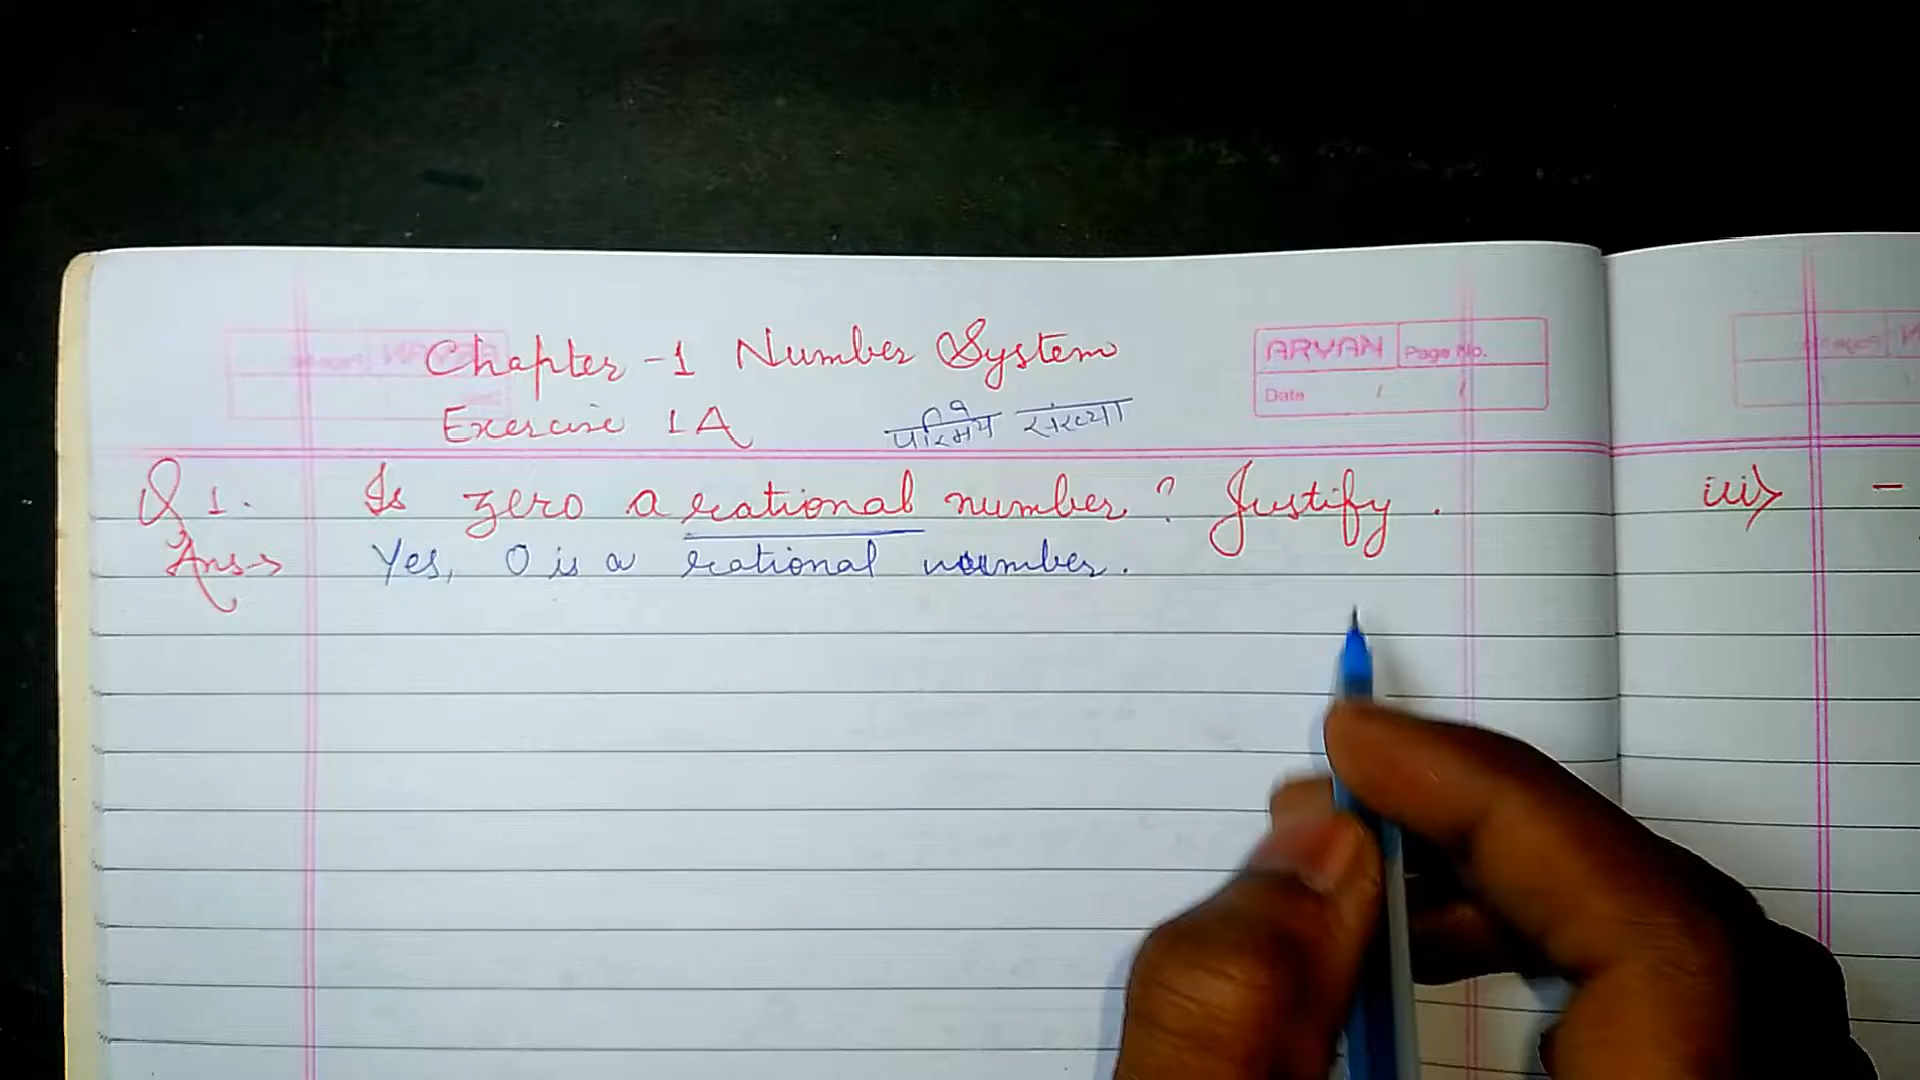 Chapter -1 Number System
ARYAN Page No.
Date / /
Exercise 1A परिमेय संख्या
Q 1. Is zero a rational number? Justify.
iii> -
Ans-> Yes, 0 is a rational number.